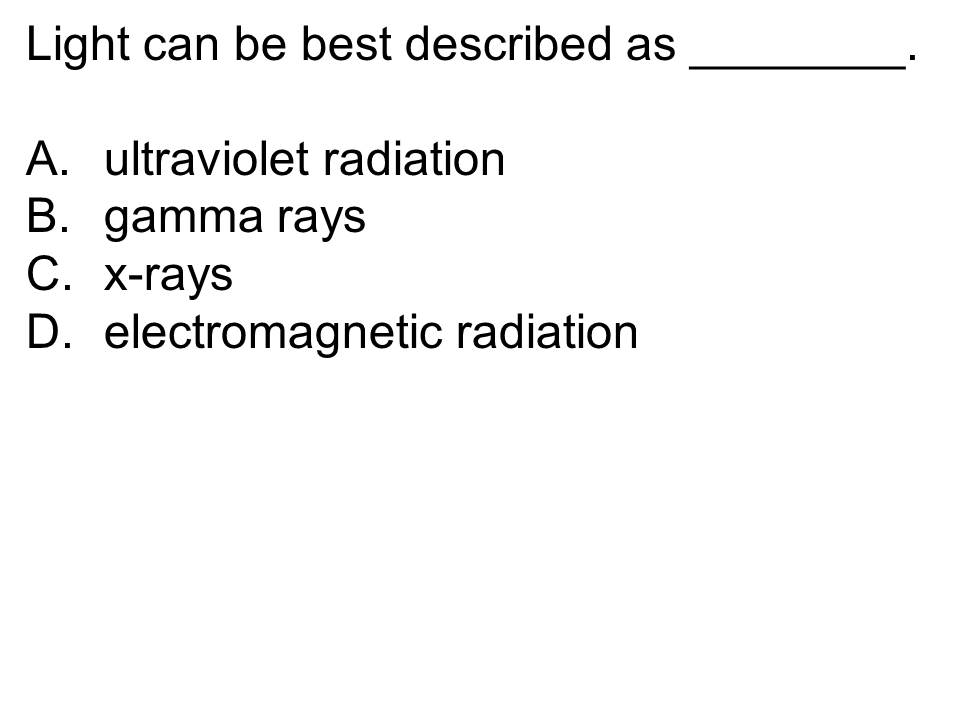 Light can be best described as ________.
A. ultraviolet radiation
B. gamma rays
C. x-rays
D. electromagnetic radiation